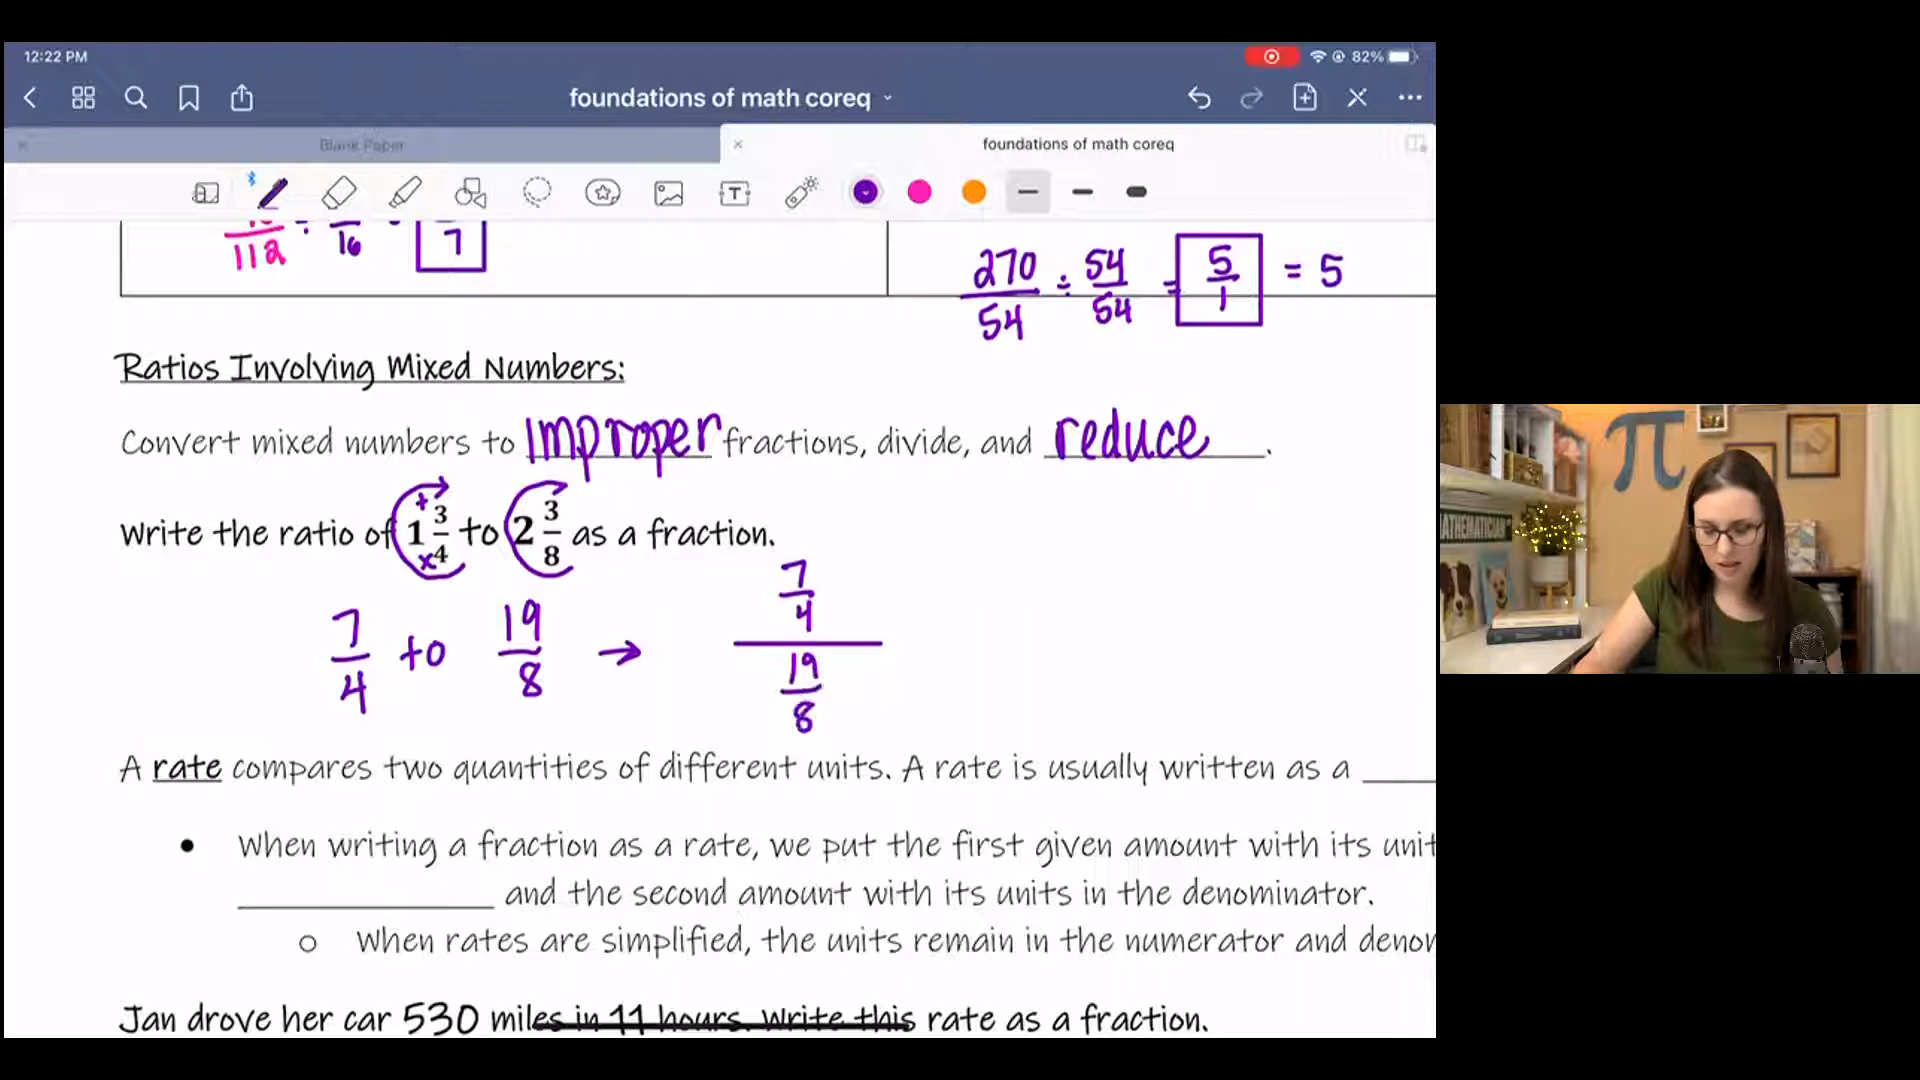 12:22 PM 82%
foundations of math coreq
Blank Paper foundations of math coreq
112 ÷ 16 7
270/54 ÷ 54/54 = 5/1 = 5
Ratios Involving Mixed Numbers:
Convert mixed numbers to improper fractions, divide, and reduce.
Write the ratio of 1 3/4 to 2 3/8 as a fraction.
+
x
7/4 to 19/8 → 7/4 / 19/8
A rate compares two quantities of different units. A rate is usually written as a
• When writing a fraction as a rate, we put the first given amount with its unit
and the second amount with its units in the denominator.
o When rates are simplified, the units remain in the numerator and denom
Jan drove her car 530 miles in 11 hours. Write this rate as a fraction.
MATHEMATICIAN